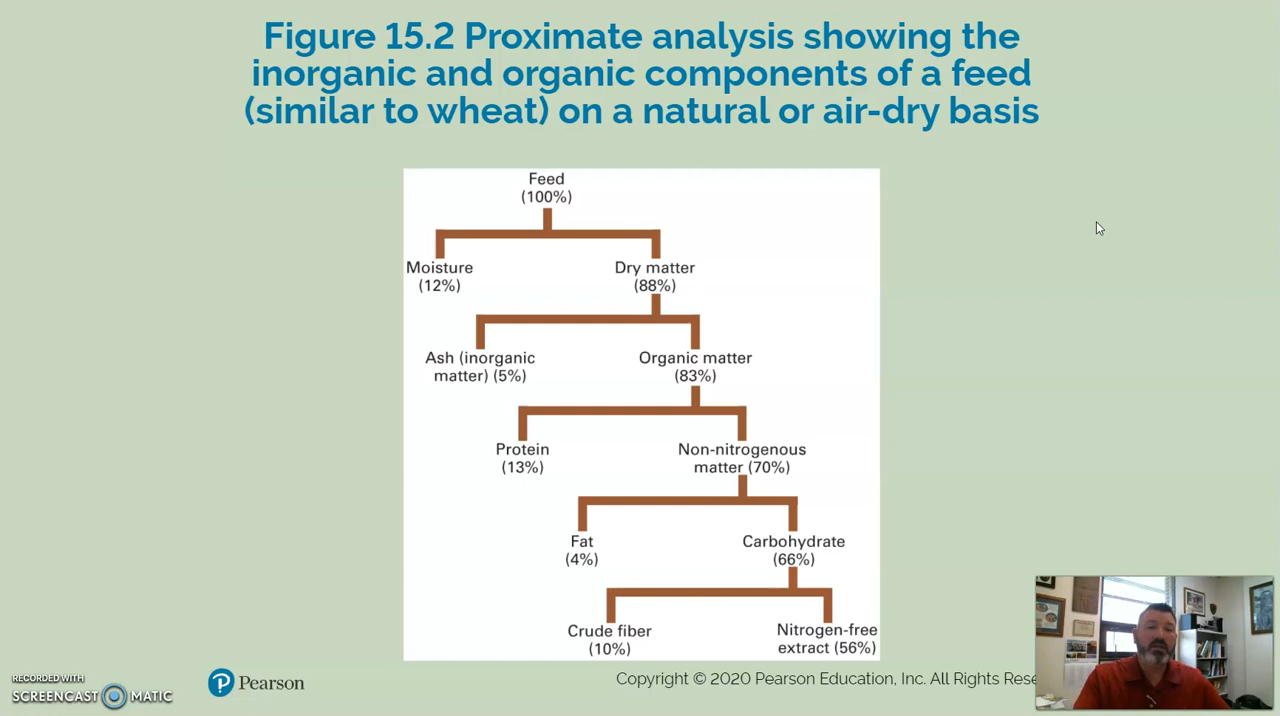 Figure 15.2 Proximate analysis showing the
inorganic and organic components of a feed
(similar to wheat) on a natural or air-dry basis
Feed
(100%)
Moisture
(12%)
Dry matter
(88%)
Ash (inorganic
matter) (5%)
Organic matter
(83%)
Protein
(13%)
Non-nitrogenous
matter (70%)
Fat
(4%)
Carbohydrate
(66%)
Crude fiber
(10%)
Nitrogen-free
extract (56%)
RECORDED WITH
SCREENCAST MATIC
P Pearson
Copyright © 2020 Pearson Education, Inc. All Rights